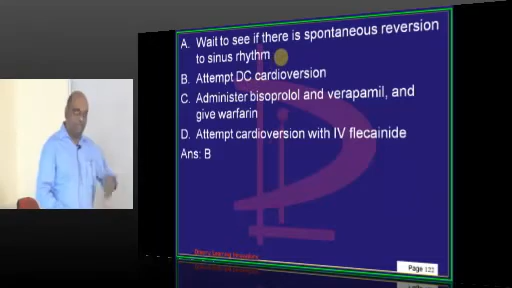 A. Wait to see if there is spontaneous reversion
to sinus rhythm
B. Attempt DC cardioversion
C. Administer bisoprolol and verapamil, and
give warfarin
D. Attempt cardioversion with IV flecainide
Ans: B
Page 122